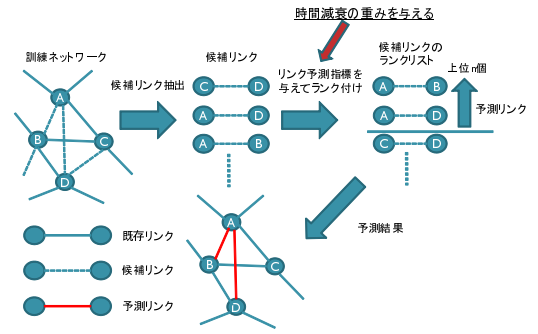 時間減衰の重みを与える
訓練ネットワーク
候補リンク
候補リンクの
ランクリスト
上位n個
候補リンク抽出
リンク予測指標を
与えてランク付け
予測リンク
A
B
C
D
C
D
A
D
A
B
A
B
A
D
C
D
予測結果
A
B
C
D
既存リンク
候補リンク
予測リンク